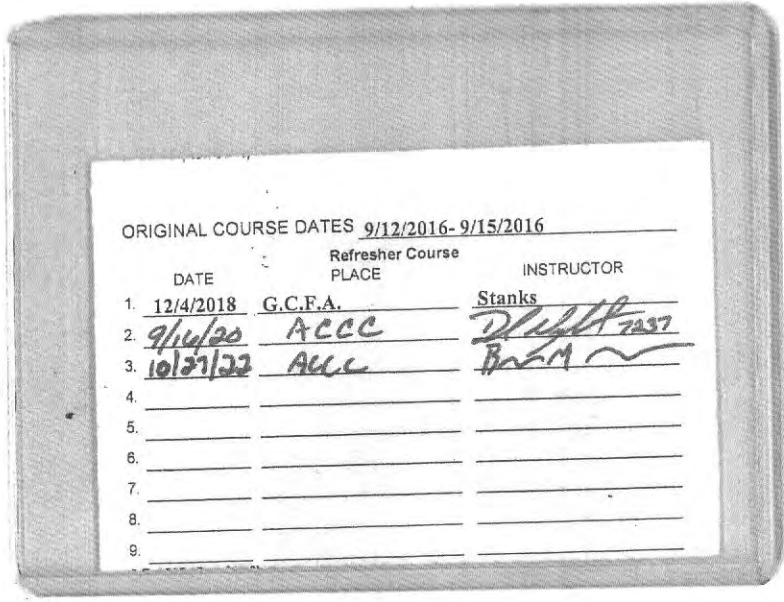 ORIGINAL COURSE DATES 9/12/2016- 9/15/2016
Refresher Course
DATE PLACE INSTRUCTOR
1. 12/4/2018 G.C.F.A. Stanks
2. 9/16/20 ACCC 7237
3. 10/27/22
4.
5.
6.
7.
8.
9.